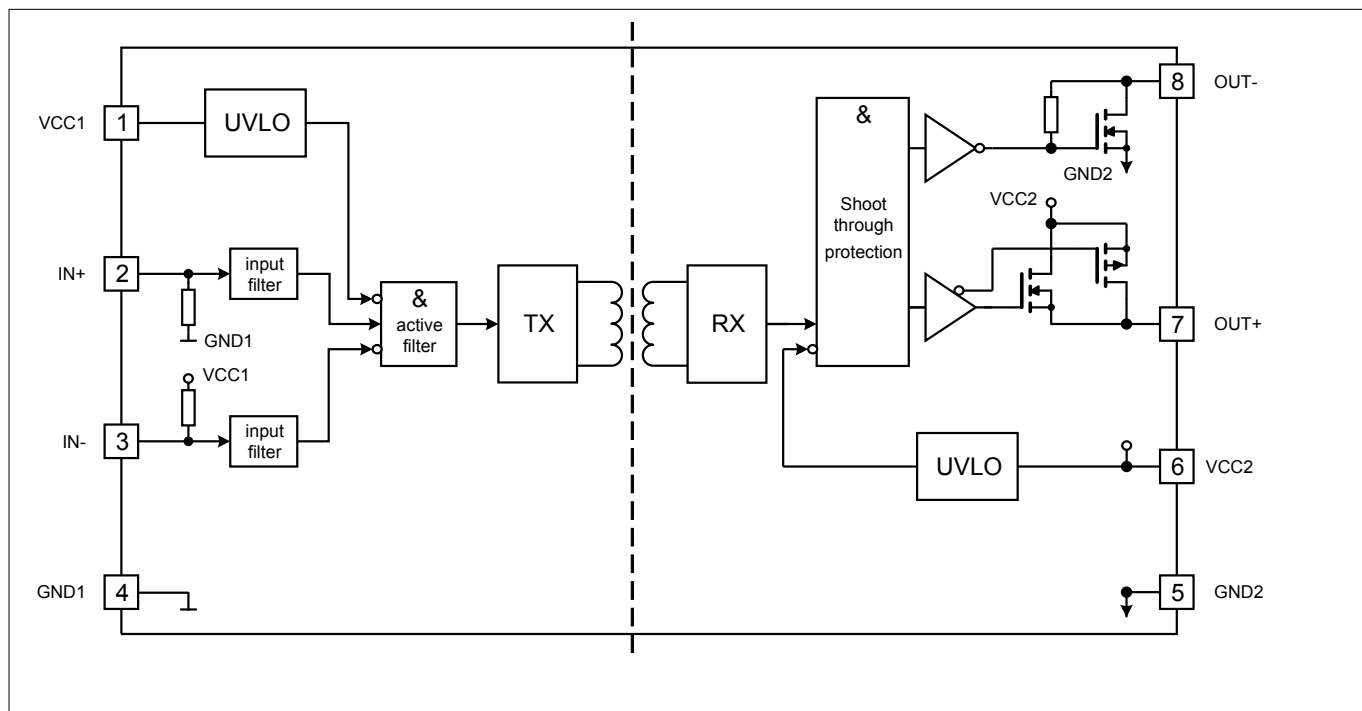 VCC1
1
UVLO
IN+
2
input
filter
GND1
VCC1
IN-
3
input
filter
GND1
4
&
active
filter
TX
RX
&
Shoot
through
protection
8
OUT-
GND2
VCC2
7
OUT+
UVLO
6
VCC2
5
GND2